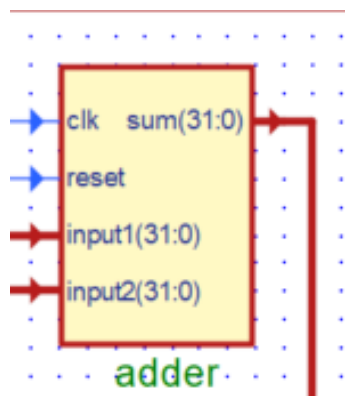 clk sum(31:0)
reset
input1(31:0)
input2(31:0)
adder